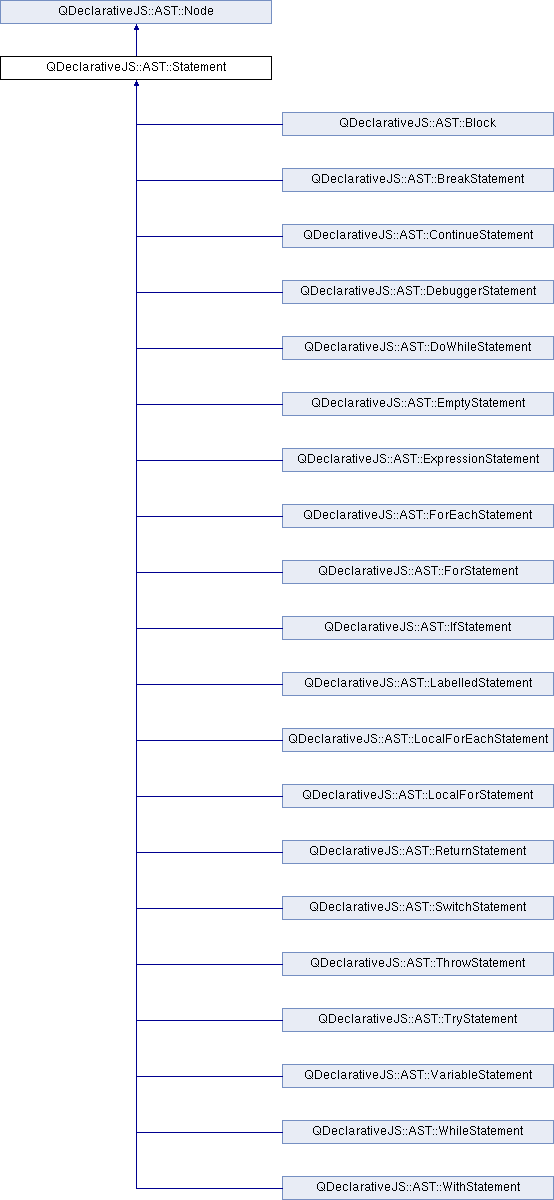 QDeclarativeJS::AST::Node
QDeclarativeJS::AST::Statement
QDeclarativeJS::AST::Block
QDeclarativeJS::AST::BreakStatement
QDeclarativeJS::AST::ContinueStatement
QDeclarativeJS::AST::DebuggerStatement
QDeclarativeJS::AST::DoWhileStatement
QDeclarativeJS::AST::EmptyStatement
QDeclarativeJS::AST::ExpressionStatement
QDeclarativeJS::AST::ForEachStatement
QDeclarativeJS::AST::ForStatement
QDeclarativeJS::AST::IfStatement
QDeclarativeJS::AST::LabelledStatement
QDeclarativeJS::AST::LocalForEachStatement
QDeclarativeJS::AST::LocalForStatement
QDeclarativeJS::AST::ReturnStatement
QDeclarativeJS::AST::SwitchStatement
QDeclarativeJS::AST::ThrowStatement
QDeclarativeJS::AST::TryStatement
QDeclarativeJS::AST::VariableStatement
QDeclarativeJS::AST::WhileStatement
QDeclarativeJS::AST::WithStatement